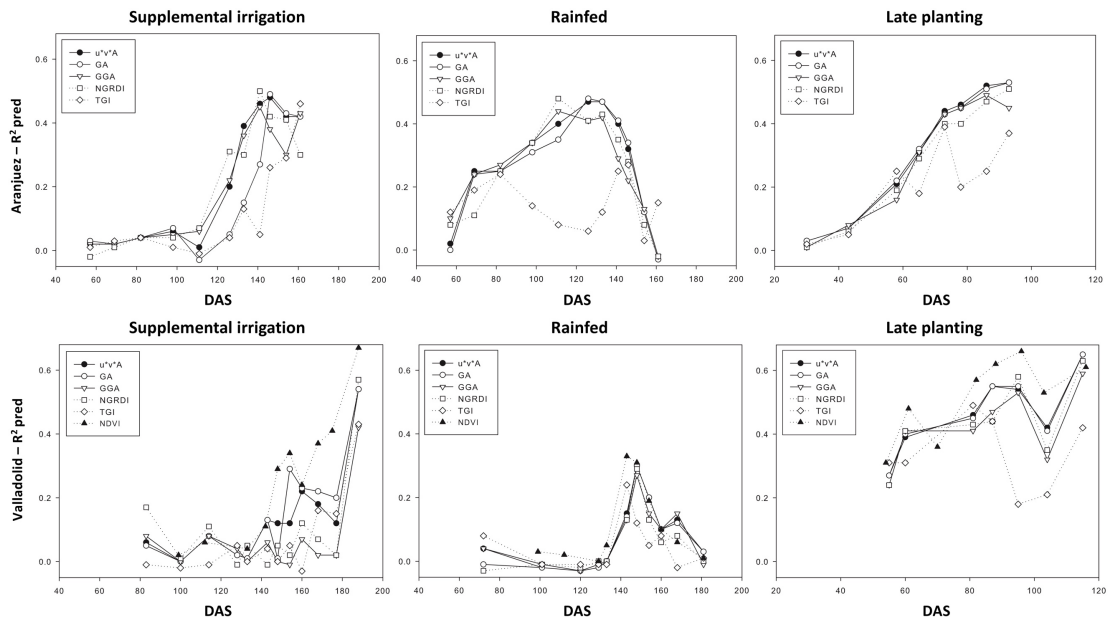 Supplemental irrigation
Rainfed
Late planting
Aranjuez – R² pred
0.6
0.4
0.2
0.0
u*v*A
GA
GGA
NGRDI
TGI
40 60 80 100 120 140 160 180 200
DAS
0.6
0.4
0.2
0.0
u*v*A
GA
GGA
NGRDI
TGI
40 60 80 100 120 140 160 180 200
DAS
0.6
0.4
0.2
0.0
u*v*A
GA
GGA
NGRDI
TGI
20 40 60 80 100 120
DAS
Supplemental irrigation
Rainfed
Late planting
Valladolid – R² pred
0.6
0.4
0.2
0.0
u*v*A
GA
GGA
NGRDI
TGI
NDVI
60 80 100 120 140 160 180 200
DAS
0.6
0.4
0.2
0.0
u*v*A
GA
GGA
NGRDI
TGI
NDVI
40 60 80 100 120 140 160 180 200
DAS
0.6
0.4
0.2
0.0
u*v*A
GA
GGA
NGRDI
TGI
NDVI
20 40 60 80 100 120
DAS